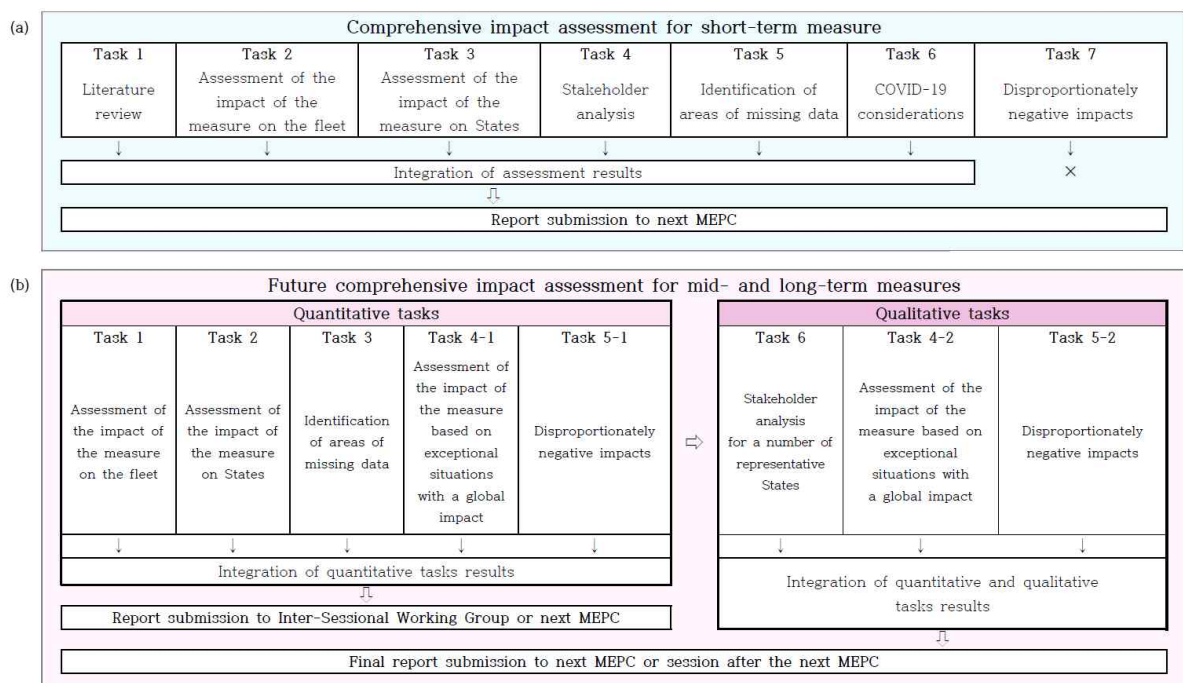 (a)
Comprehensive impact assessment for short-term measure
Task 1
Literature
review
Task 2
Assessment of the
impact of the
measure on the fleet
Task 3
Assessment of the
impact of the
measure on States
Task 4
Stakeholder
analysis
Task 5
Identification of
areas of missing data
Task 6
COVID-19
considerations
Task 7
Disproportionately
negative impacts
↓ ↓ ↓ ↓ ↓ ↓ ↓
Integration of assessment results
×
⇩
Report submission to next MEPC
(b)
Future comprehensive impact assessment for mid- and long-term measures
Quantitative tasks
Task 1
Assessment of
the impact of
the measure
on the fleet
Task 2
Assessment of
the impact of
the measure
on States
Task 3
Identification
of areas of
missing data
Task 4-1
Assessment of
the impact of
the measure
based on
exceptional
situations
with a global
impact
Task 5-1
Disproportionately
negative impacts
↓ ↓ ↓ ↓ ↓
Integration of quantitative tasks results
⇩
Report submission to Inter-Sessional Working Group or next MEPC
⇨
Qualitative tasks
Task 6
Stakeholder
analysis
for a number of
representative
States
Task 4-2
Assessment of the
impact of the
measure based on
exceptional
situations with
a global impact
Task 5-2
Disproportionately
negative impacts
↓ ↓ ↓
Integration of quantitative and qualitative
tasks results
⇩
Final report submission to next MEPC or session after the next MEPC